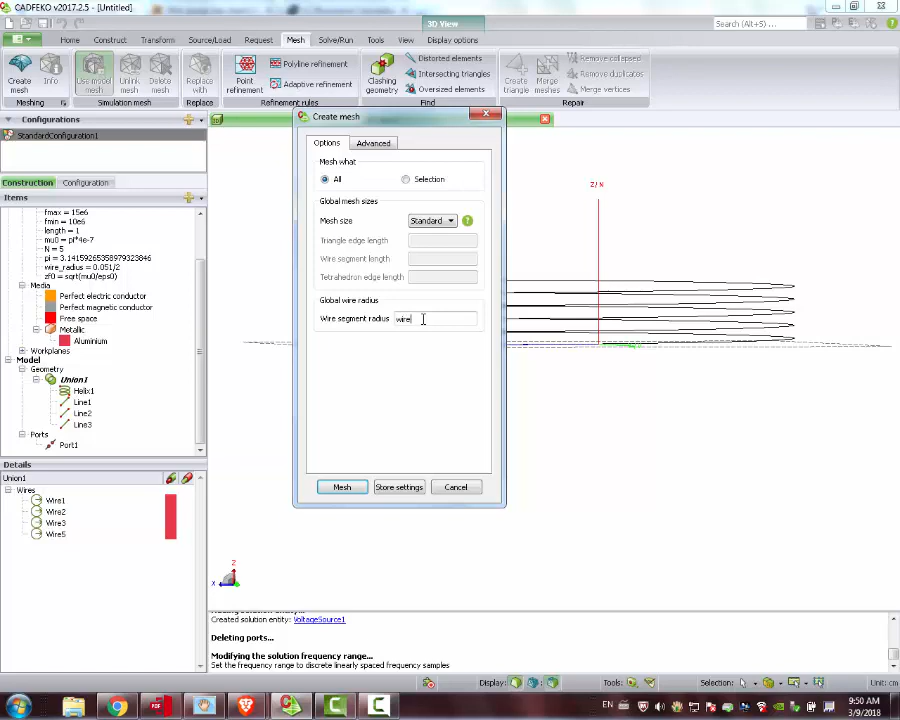 CADFEKO v2017.2.5 - [Untitled]
3D View
Search (Alt+S) . . .
Home Construct Transform Source/Load Request Mesh Solve/Run Tools View Display options
Create mesh
Info
Use model mesh
Unlink mesh
Delete mesh
Replace with
Point refinement
Polyline refinement
Adaptive refinement
Clashing geometry
Distorted elements
Intersecting triangles
Oversized elements
Create triangle
Merge meshes
Remove collapsed
Remove duplicates
Merge vertices
Meshing Simulation mesh Replace Refinement rules Find Repair
Configurations
StandardConfiguration1
Construction Configuration
Items
fmax = 15e6
fmin = 10e6
length = 1
mu0 = pi*4e-7
N = 5
pi = 3.14159265358979323846
wire_radius = 0.051/2
zf0 = sqrt(mu0/eps0)
Media
Perfect electric conductor
Perfect magnetic conductor
Free space
Metallic
Aluminium
Workplanes
Model
Geometry
Union1
Helix1
Line1
Line2
Line3
Ports
Port1
Details
Union1
Wires
Wire1
Wire2
Wire3
Wire5
Create mesh
Options Advanced
Mesh what
All Selection
Global mesh sizes
Mesh size Standard
Triangle edge length
Wire segment length
Tetrahedron edge length
Global wire radius
Wire segment radius wire
Mesh Store settings Cancel
Z/N
Z
X
Created solution entity: VoltageSource1
Deleting ports...
Modifying the solution frequency range...
Set the frequency range to discrete linearly spaced frequency samples
Display: Tools: Selection: Unit: cm
EN
9:50 AM
3/9/2018